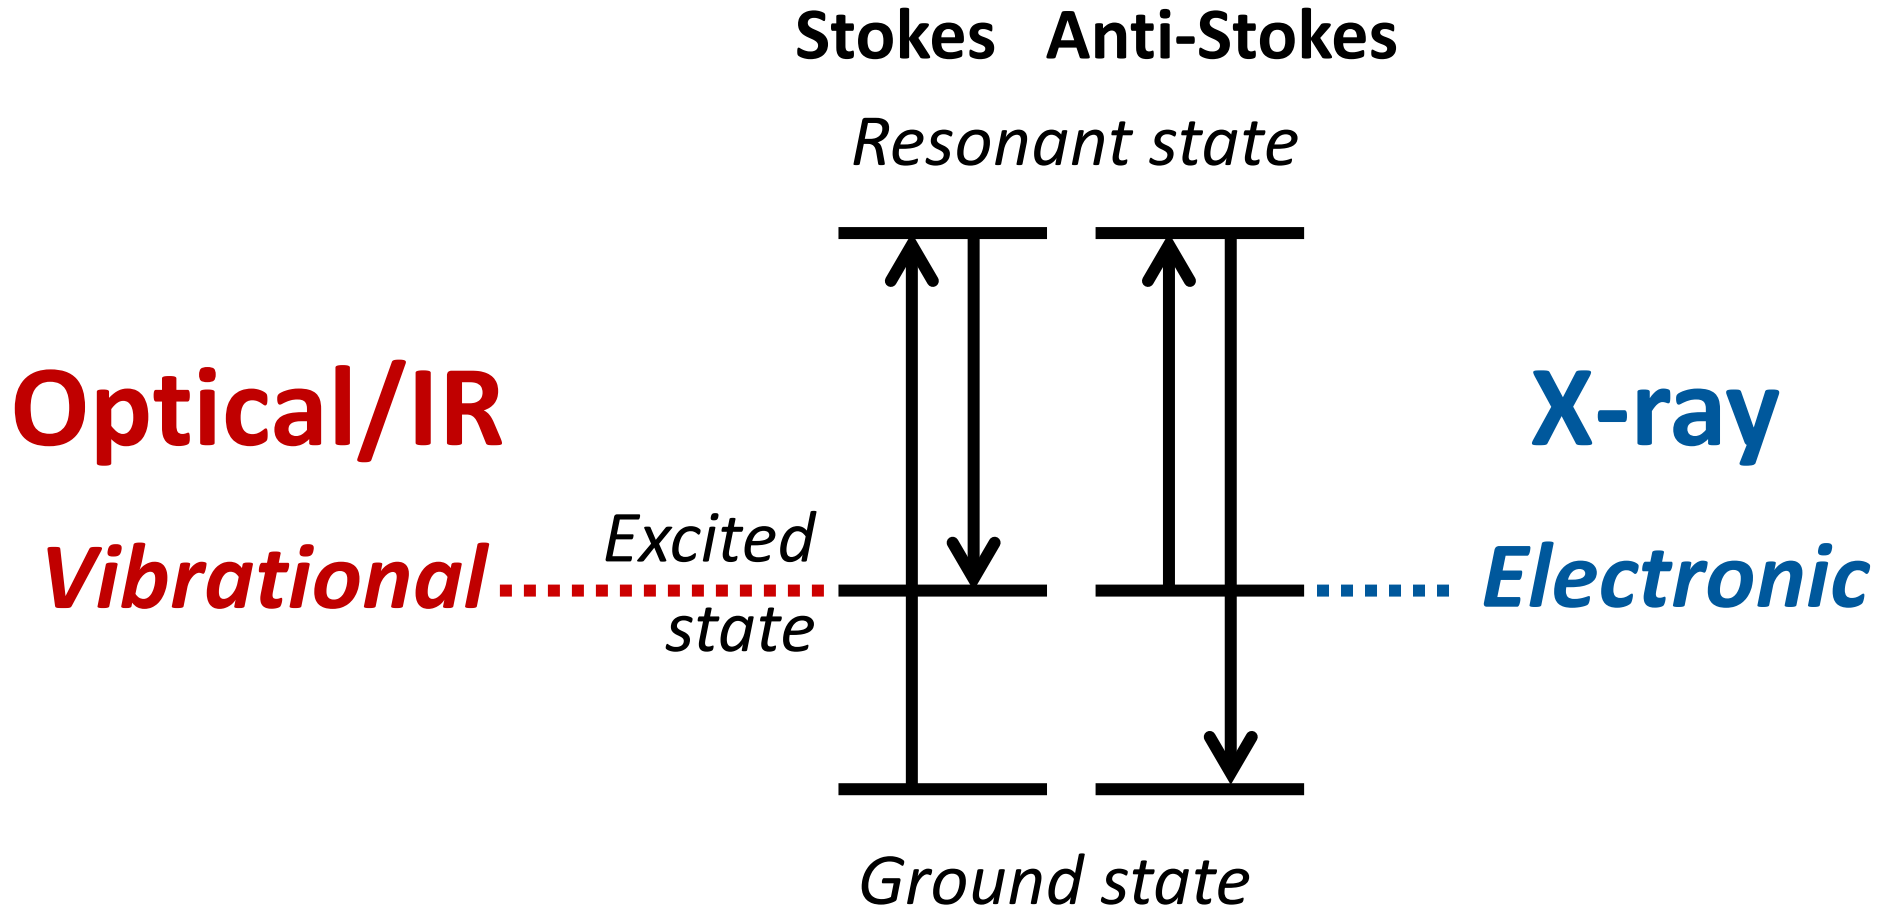 Stokes Anti-Stokes
Resonant state
Optical/IR
X-ray
Excited
Vibrational
Electronic
state
Ground state